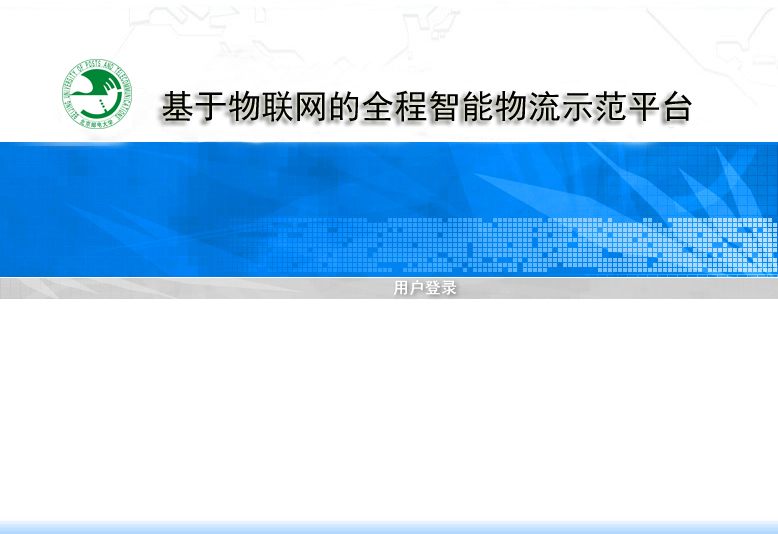 BEIJING UNIVERSITY OF POSTS AND TELECOMMUNICATIONS
北京邮电大学
基于物联网的全程智能物流示范平台
用户登录